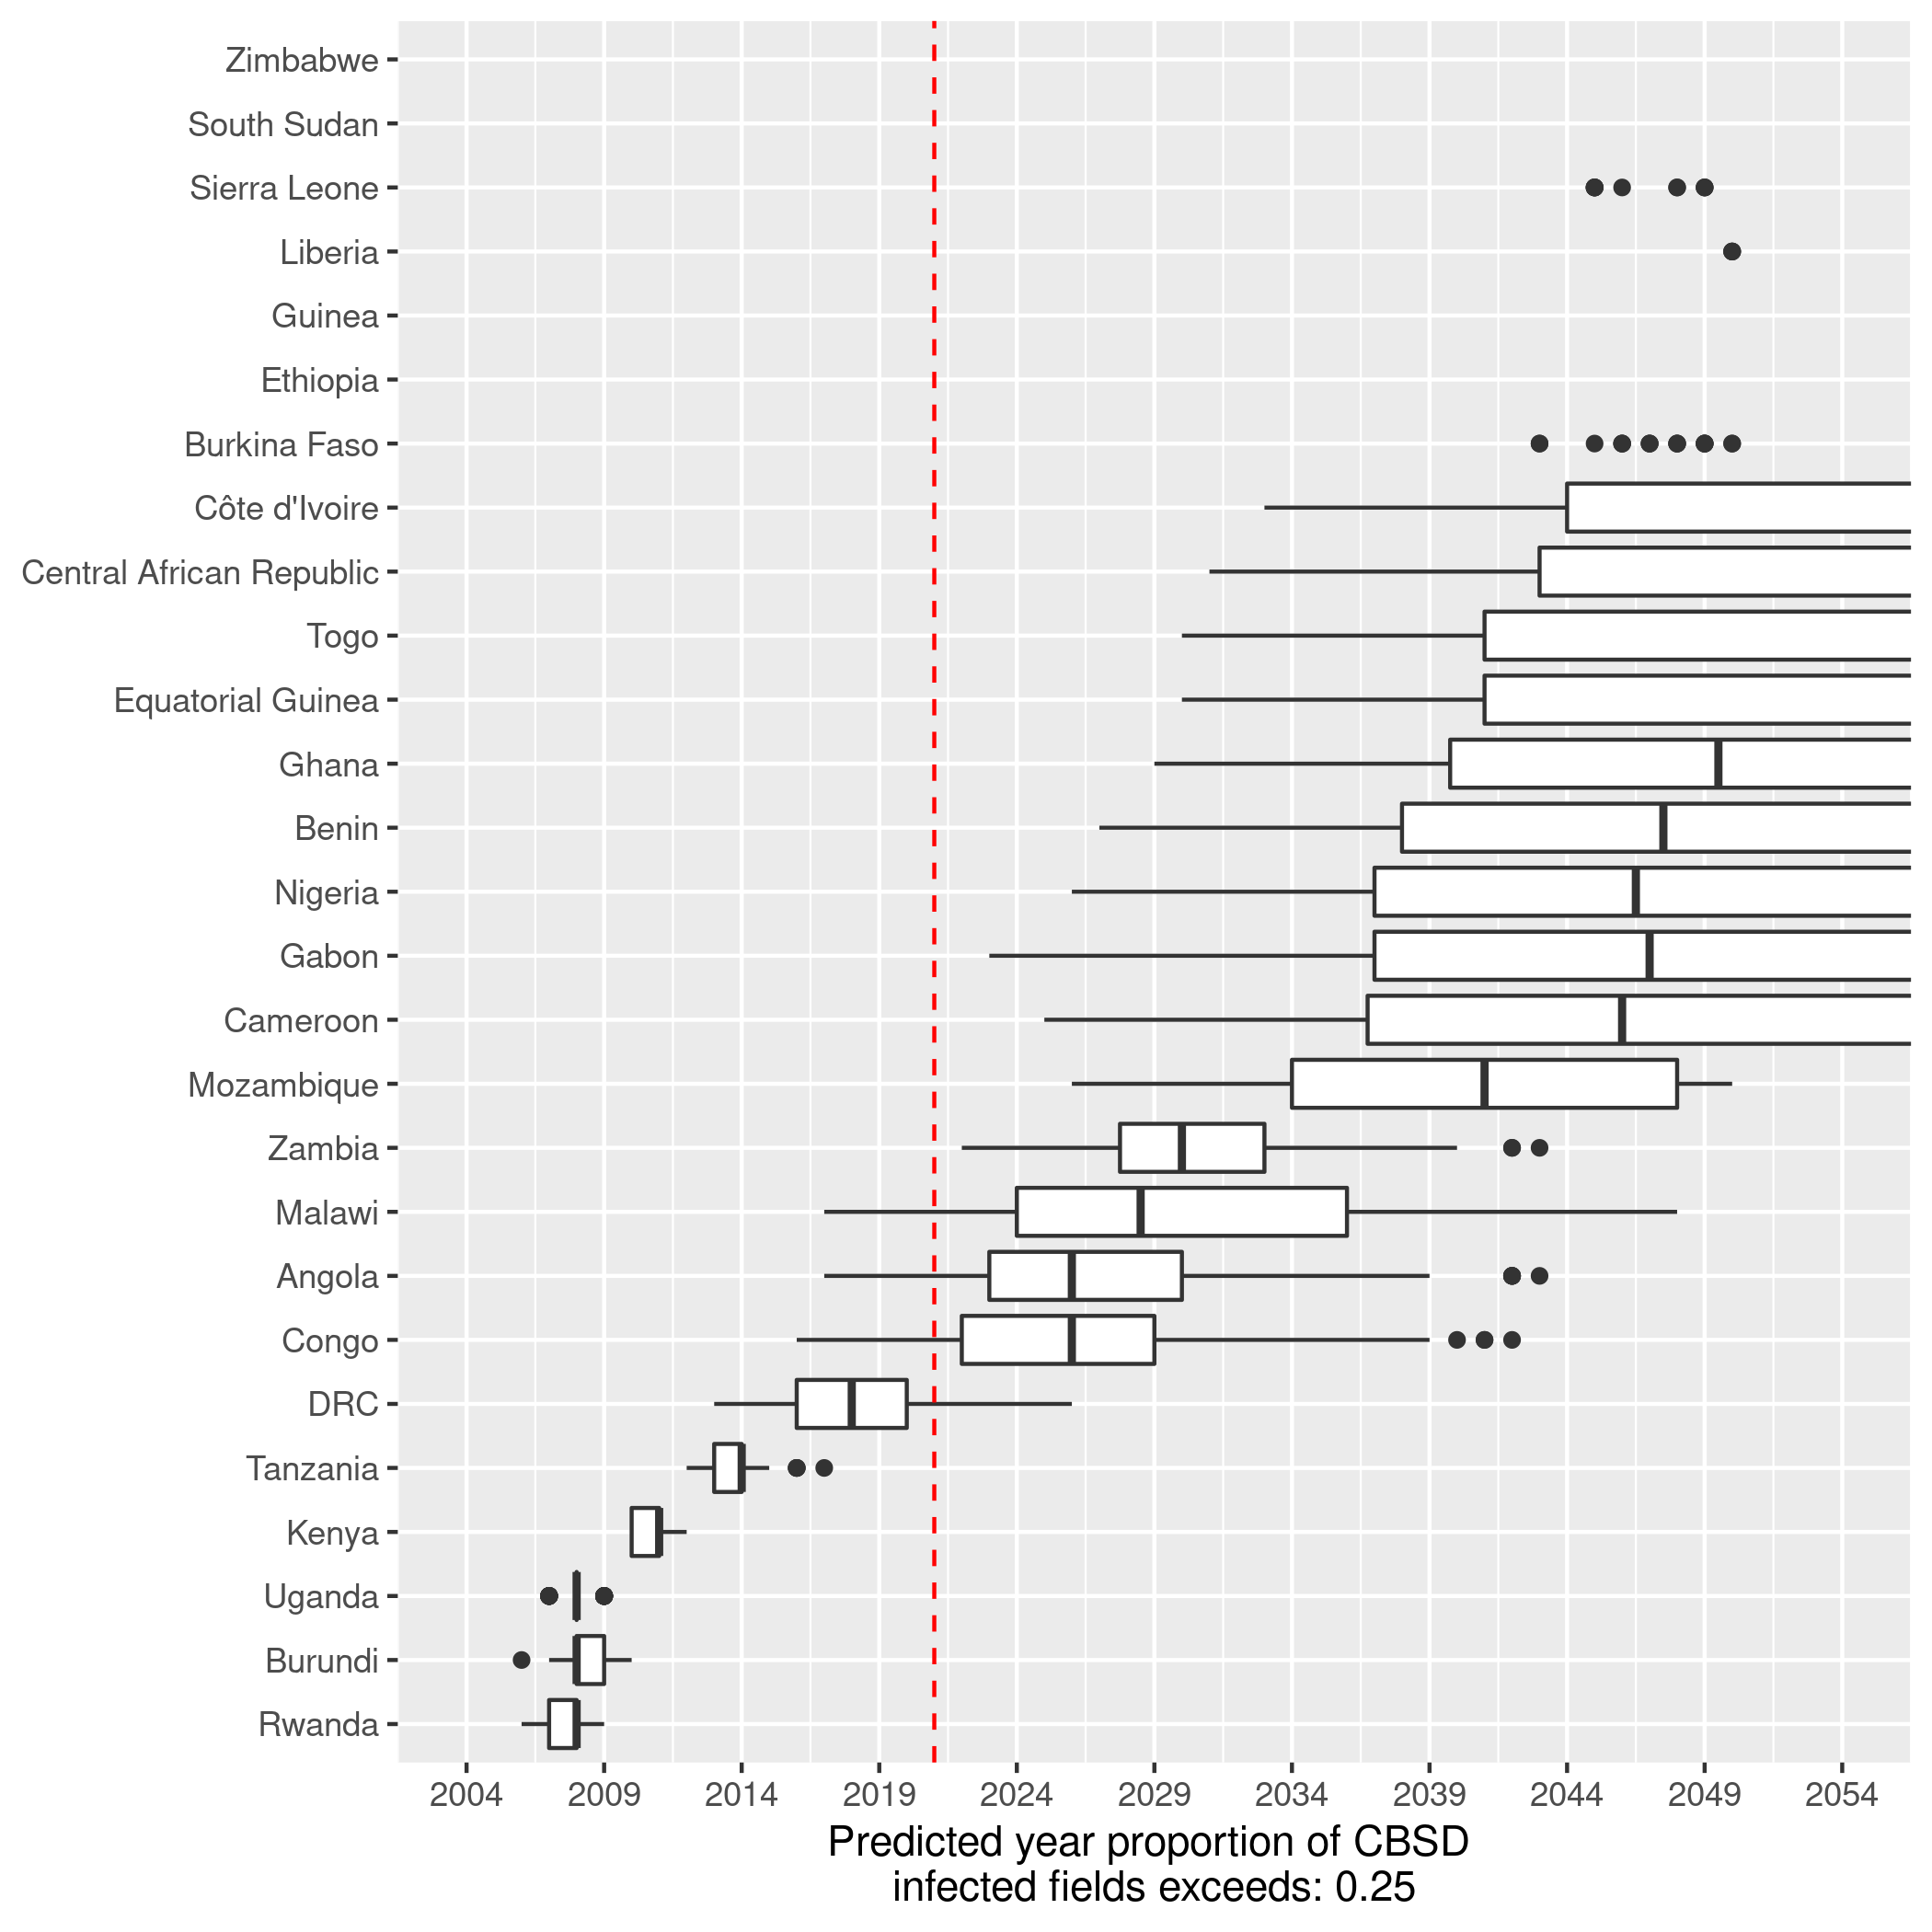 Zimbabwe
South Sudan
Sierra Leone
Liberia
Guinea
Ethiopia
Burkina Faso
Côte d'Ivoire
Central African Republic
Togo
Equatorial Guinea
Ghana
Benin
Nigeria
Gabon
Cameroon
Mozambique
Zambia
Malawi
Angola
Congo
DRC
Tanzania
Kenya
Uganda
Burundi
Rwanda
2004 2009 2014 2019 2024 2029 2034 2039 2044 2049 2054
Predicted year proportion of CBSD
infected fields exceeds: 0.25